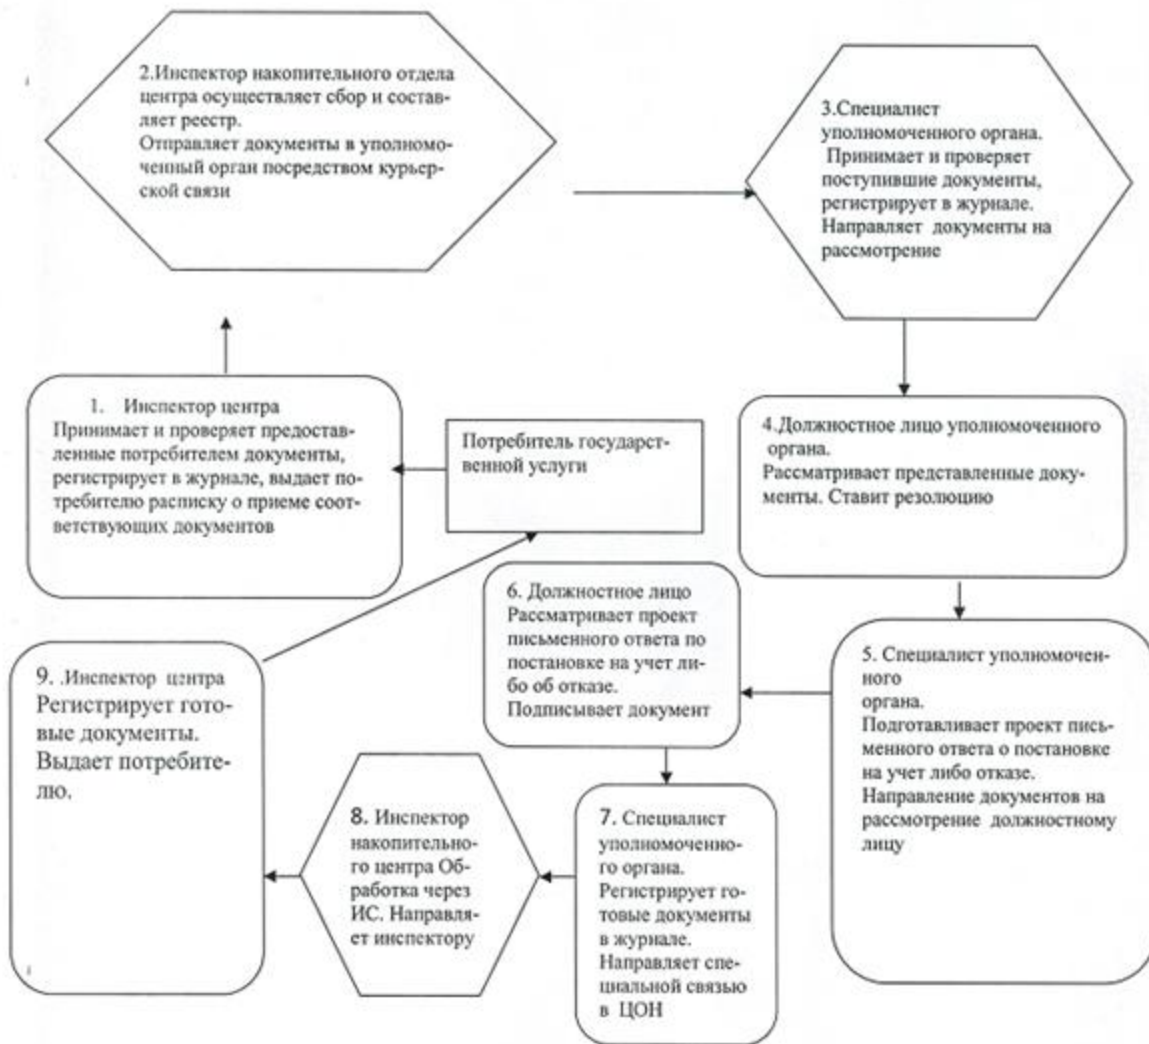 2.Инспектор накопительного отдела
центра осуществляет сбор и состав-
ляет реестр.
Отправляет документы в уполномо-
ченный орган посредством курьер-
ской связи
3.Специалист
уполномоченного органа.
Принимает и проверяет
поступившие документы,
регистрирует в журнале.
Направляет документы на
рассмотрение
1. Инспектор центра
Принимает и проверяет предостав-
ленные потребителем документы,
регистрирует в журнале, выдает по-
требителю расписку о приеме соот-
ветствующих документов
Потребитель государст-
венной услуги
4.Должностное лицо уполномоченного
органа.
Рассматривает представленные доку-
менты. Ставит резолюцию
6. Должностное лицо
Рассматривает проект
письменного ответа по
постановке на учет ли-
бо об отказе.
Подписывает документ
5. Специалист уполномочен-
ного
органа.
Подготавливает проект пись-
менного ответа о постановке
на учет либо отказе.
Направление документов на
рассмотрение должностному
лицу
9. .Инспектор центра
Регистрирует гото-
вые документы.
Выдает потребите-
лю.
8. Инспектор
накопительно-
го центра Об-
работка через
ИС. Направля-
ет инспектору
7. Специалист
уполномоченно-
го органа.
Регистрирует го-
товые документы
в журнале.
Направляет спе-
циальной связью
в ЦОН